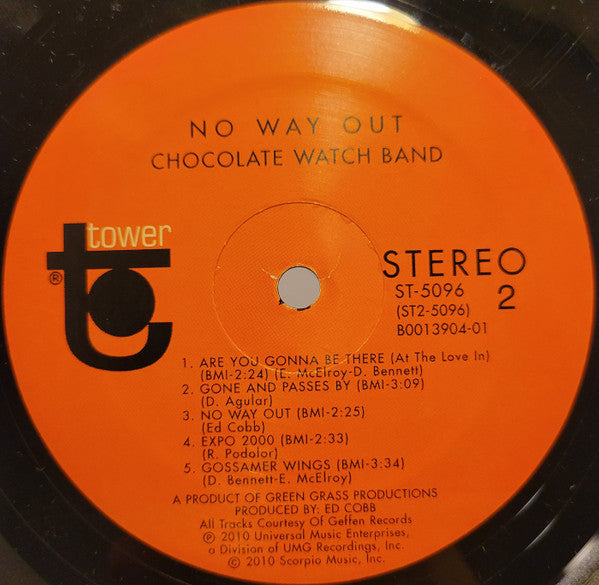 NO WAY OUT
CHOCOLATE WATCH BAND
tower
®
STEREO
ST-5096
2
(ST2-5096)
B0013904-01
1. ARE YOU GONNA BE THERE (At The Love In)
(BMI-2:24) (E. McElroy-D. Bennett)
2. GONE AND PASSES BY (BMI-3:09)
(D. Agular)
3. NO WAY OUT (BMI-2:25)
(Ed Cobb)
4. EXPO 2000 (BMI-2:33)
(R. Podolor)
5. GOSSAMER WINGS (BMI-3:34)
(D. Bennett-E. McElroy)
A PRODUCT OF GREEN GRASS PRODUCTIONS
PRODUCED BY: ED COBB
All Tracks Courtesy Of Geffen Records
℗ 2010 Universal Music Enterprises,
a Division of UMG Recordings, Inc.
© 2010 Scorpio Music, Inc.